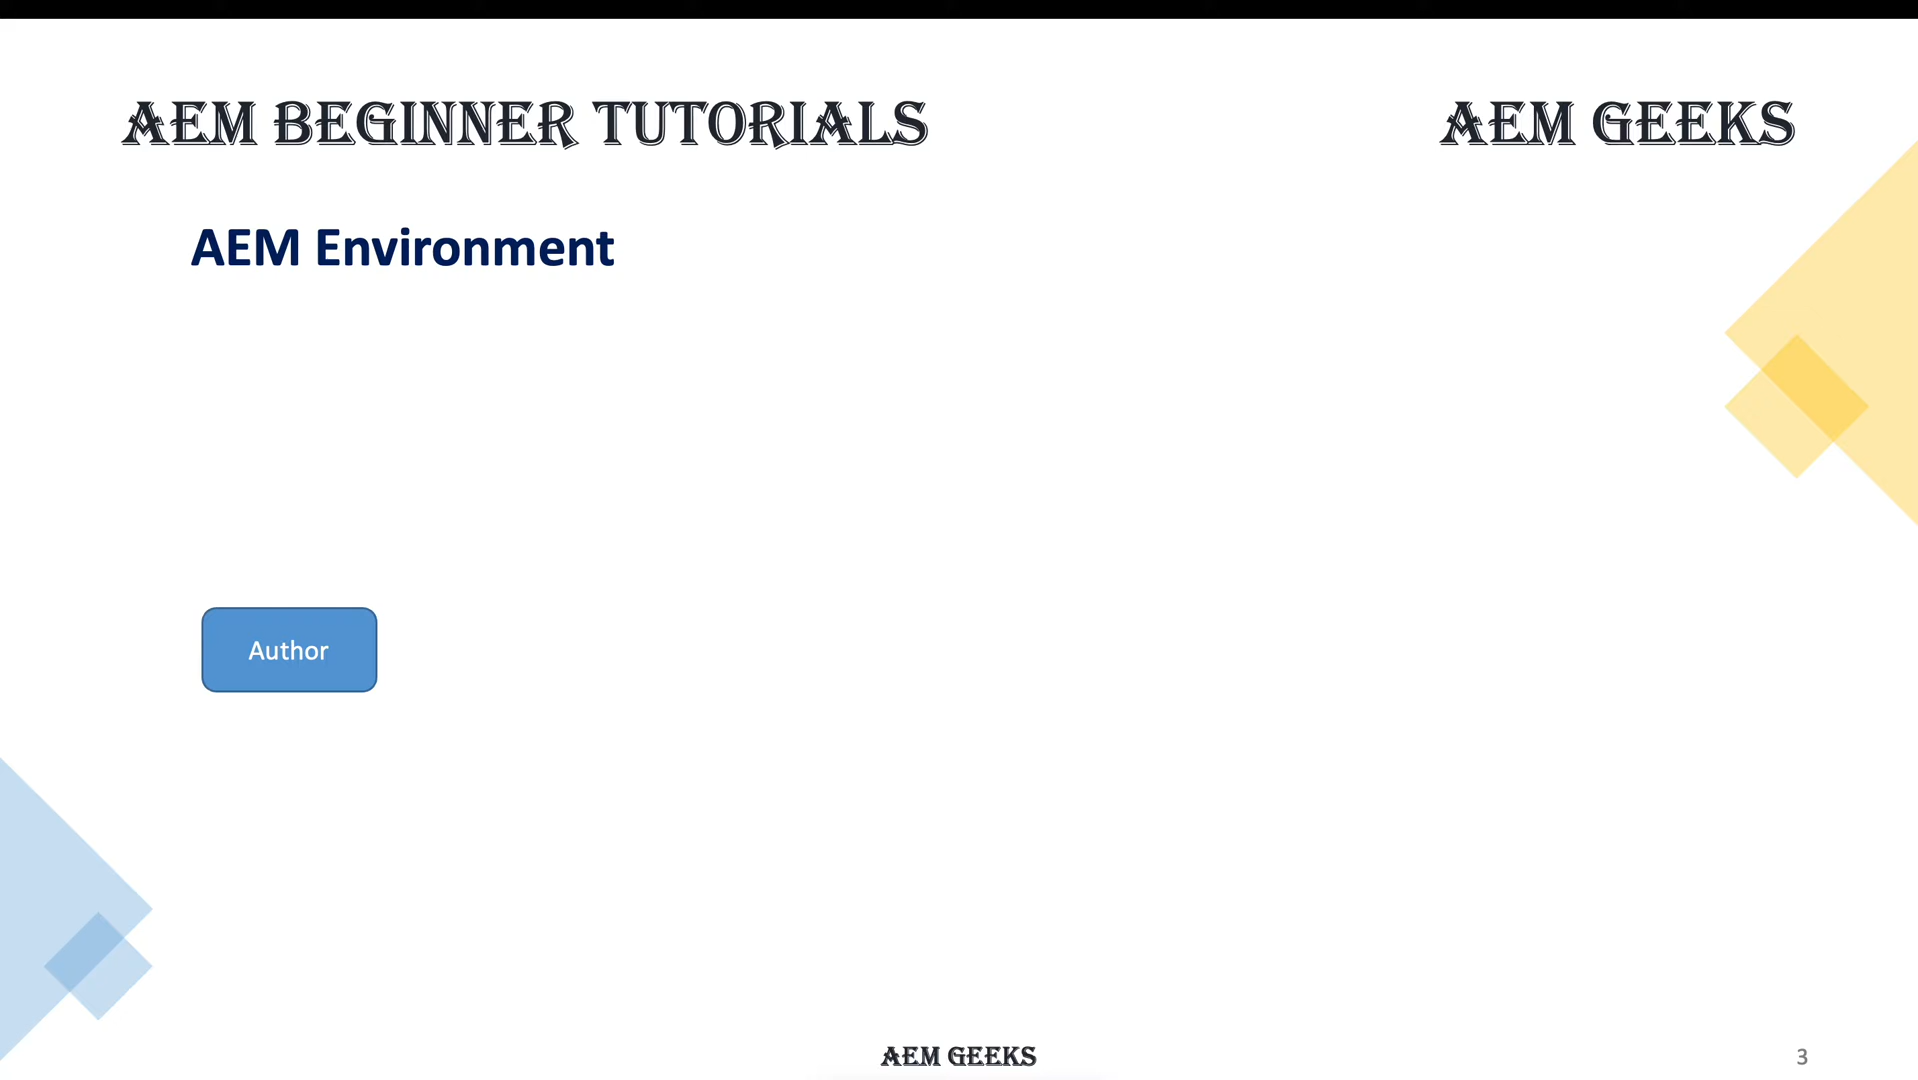 AEM BEGINNER TUTORIALS
AEM GEEKS
AEM Environment
Author
AEM GEEKS
3